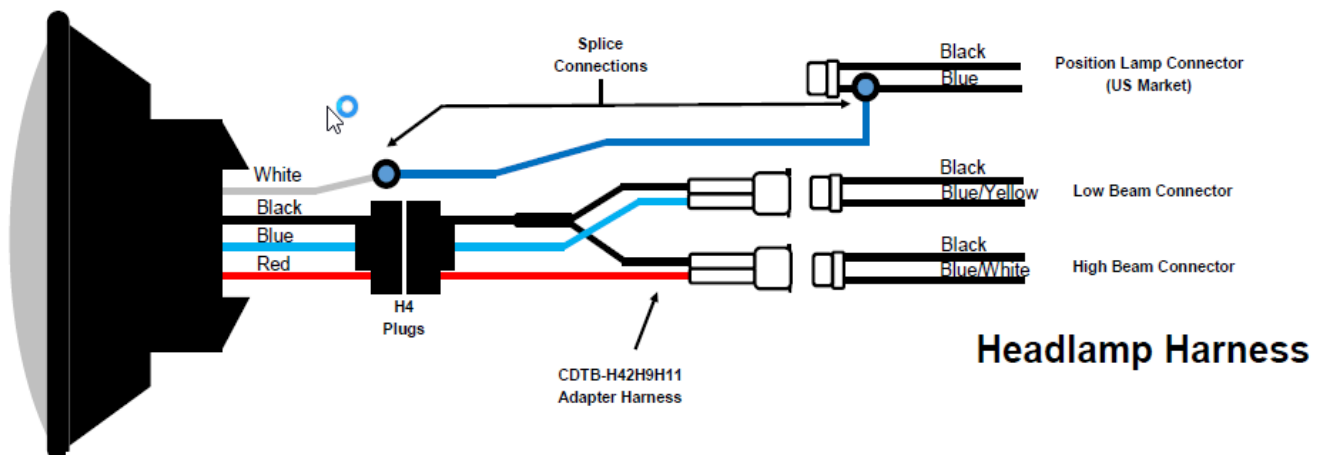 Splice
Connections
Black
Blue
Position Lamp Connector
(US Market)
White
Black
Blue
Red
H4
Plugs
Black
Blue/Yellow
Low Beam Connector
Black
Blue/White
High Beam Connector
CDTB-H42H9H11
Adapter Harness
Headlamp Harness